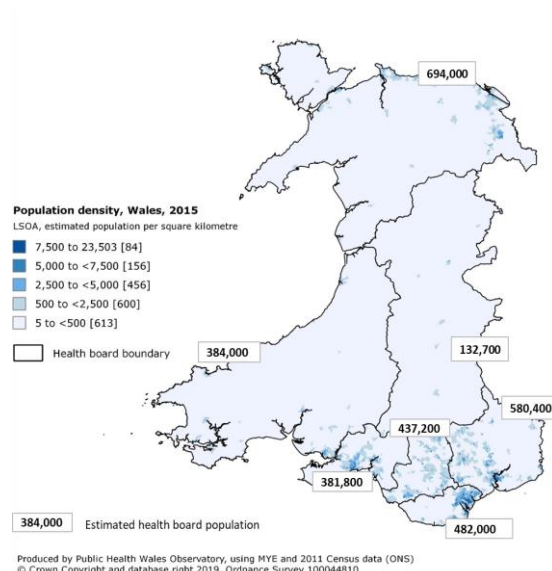 694,000
Population density, Wales, 2015
LSOA, estimated population per square kilometre
7,500 to 23,503 [84]
5,000 to <7,500 [156]
2,500 to <5,000 [456]
500 to <2,500 [600]
5 to <500 [613]
Health board boundary
384,000
132,700
580,400
437,200
381,800
482,000
384,000 Estimated health board population
Produced by Public Health Wales Observatory, using MYE and 2011 Census data (ONS)
© Crown Copyright and database right 2019, Ordnance Survey 100044810